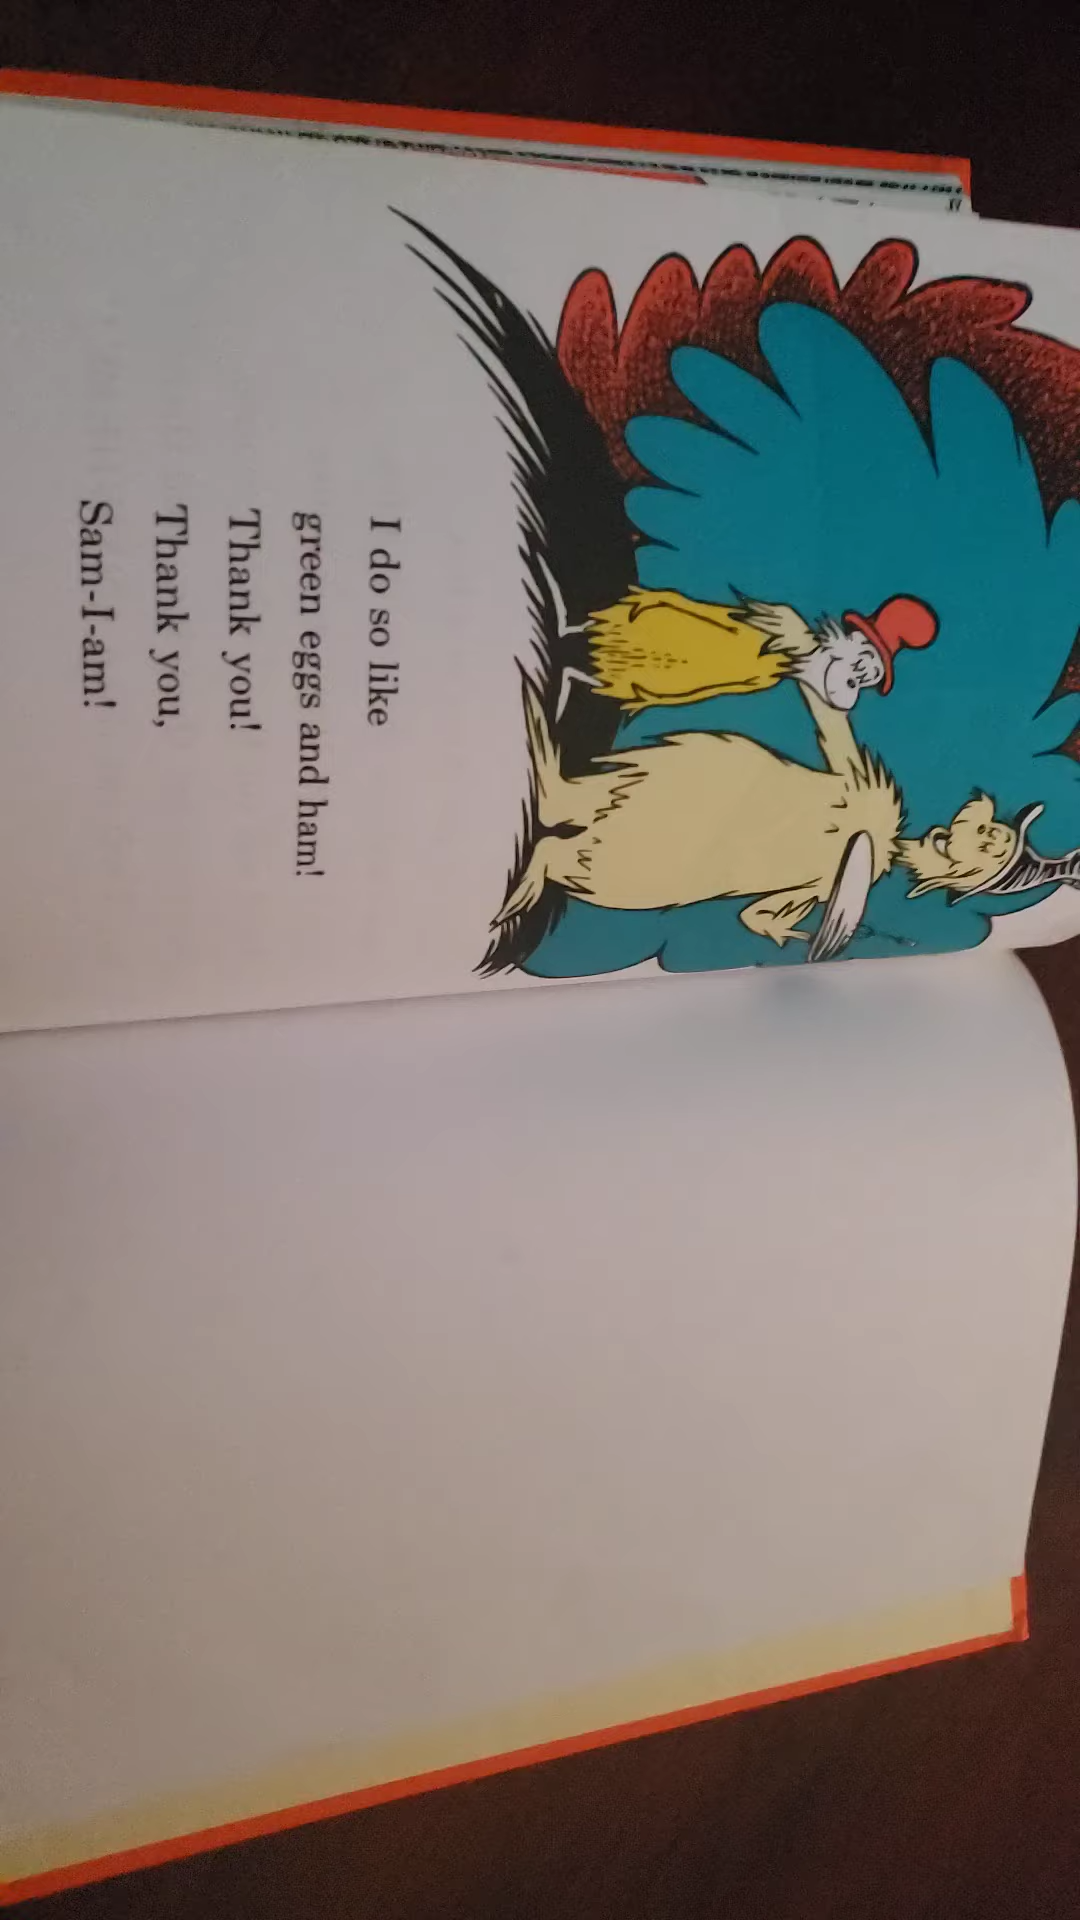 I do so like
green eggs and ham!
Thank you!
Thank you,
Sam-I-am!